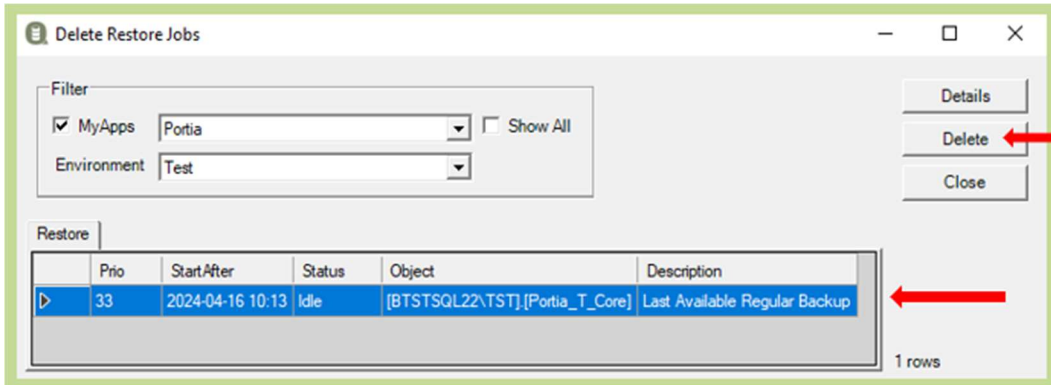 Delete Restore Jobs
Filter
MyApps Portia Show All
Environment Test
Details
Delete
Close
Restore
Prio StartAfter Status Object Description
33 2024-04-16 10:13 Idle [BTSTSQL22\TST].[Portia_T_Core] Last Available Regular Backup
1 rows